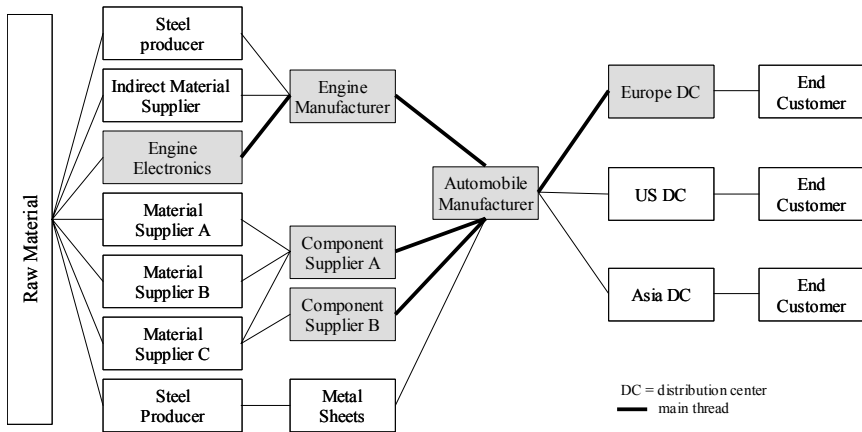 Raw Material
Steel
producer
Indirect Material
Supplier
Engine
Electronics
Material
Supplier A
Material
Supplier B
Material
Supplier C
Steel
Producer
Engine
Manufacturer
Component
Supplier A
Component
Supplier B
Metal
Sheets
Automobile
Manufacturer
Europe DC
US DC
Asia DC
End
Customer
End
Customer
End
Customer
DC = distribution center
main thread